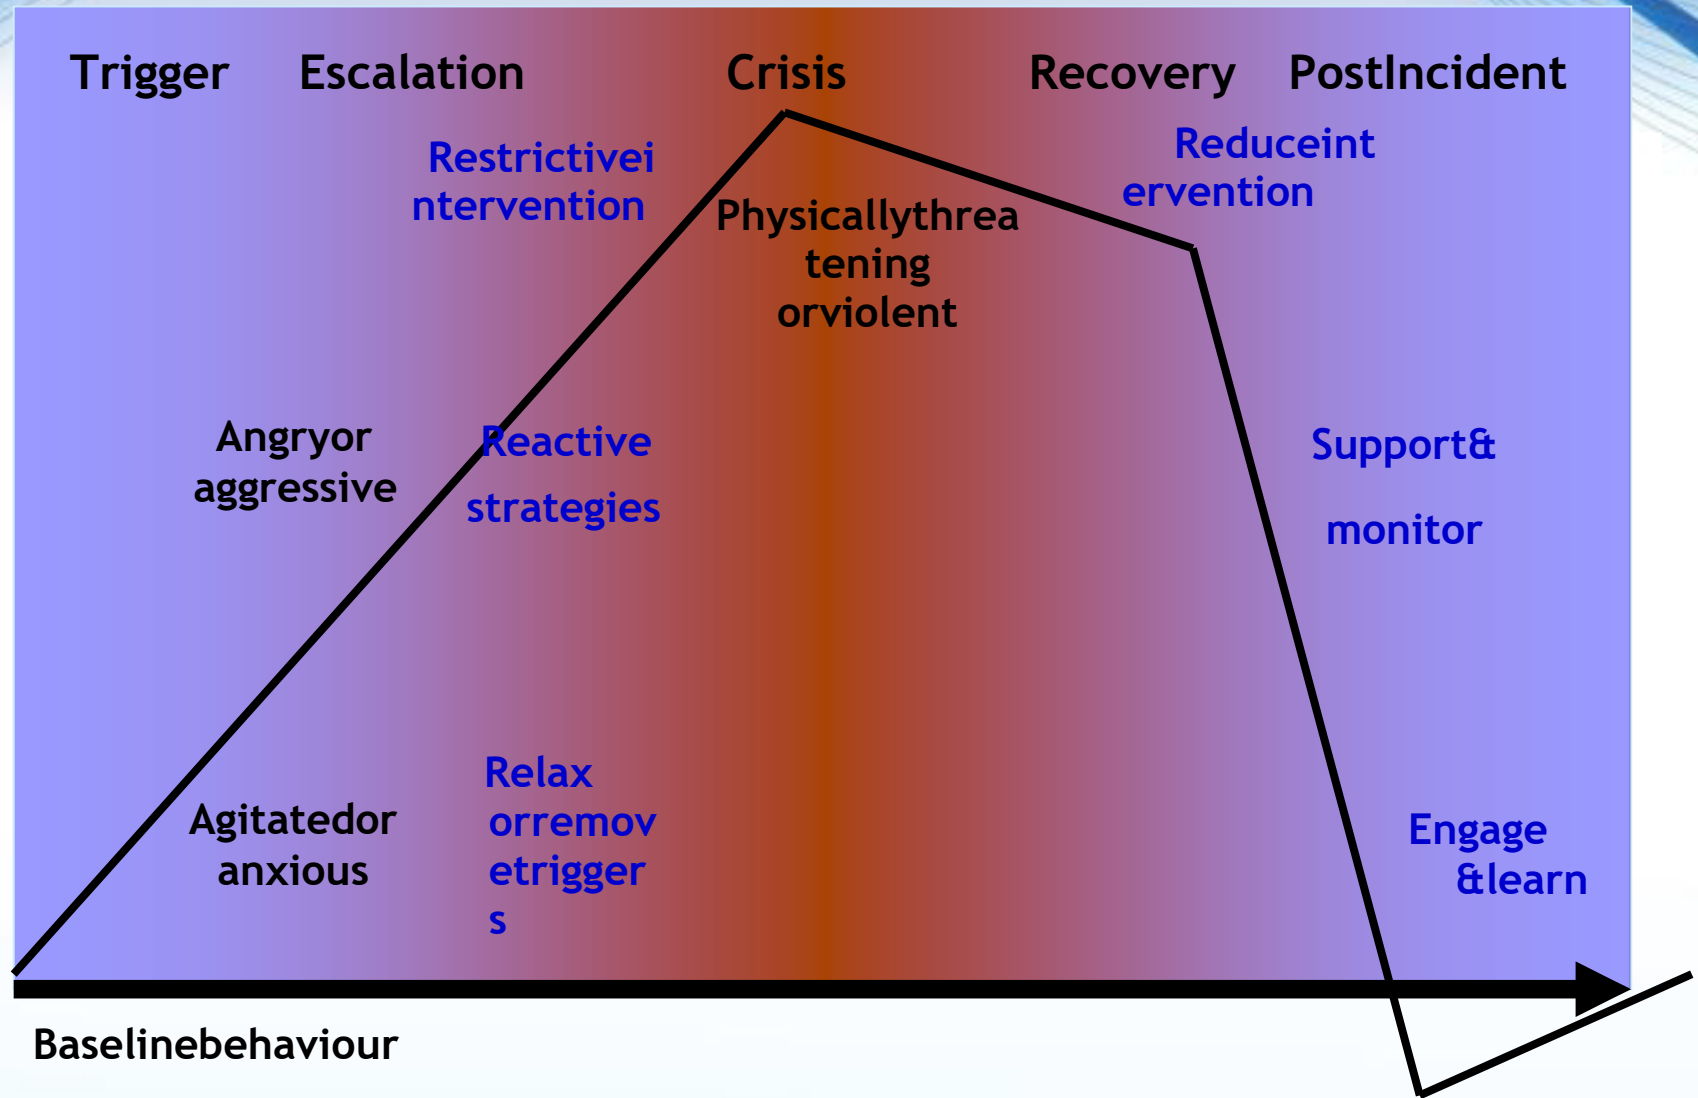 Trigger Escalation Crisis Recovery PostIncident
Restrictivei
ntervention
Physicallythrea
tening
orviolent
Reduceint
ervention
Angryor
aggressive
Reactive
strategies
Support&
monitor
Agitatedor
anxious
Relax
orremov
etrigger
s
Engage
&learn
Baselinebehaviour